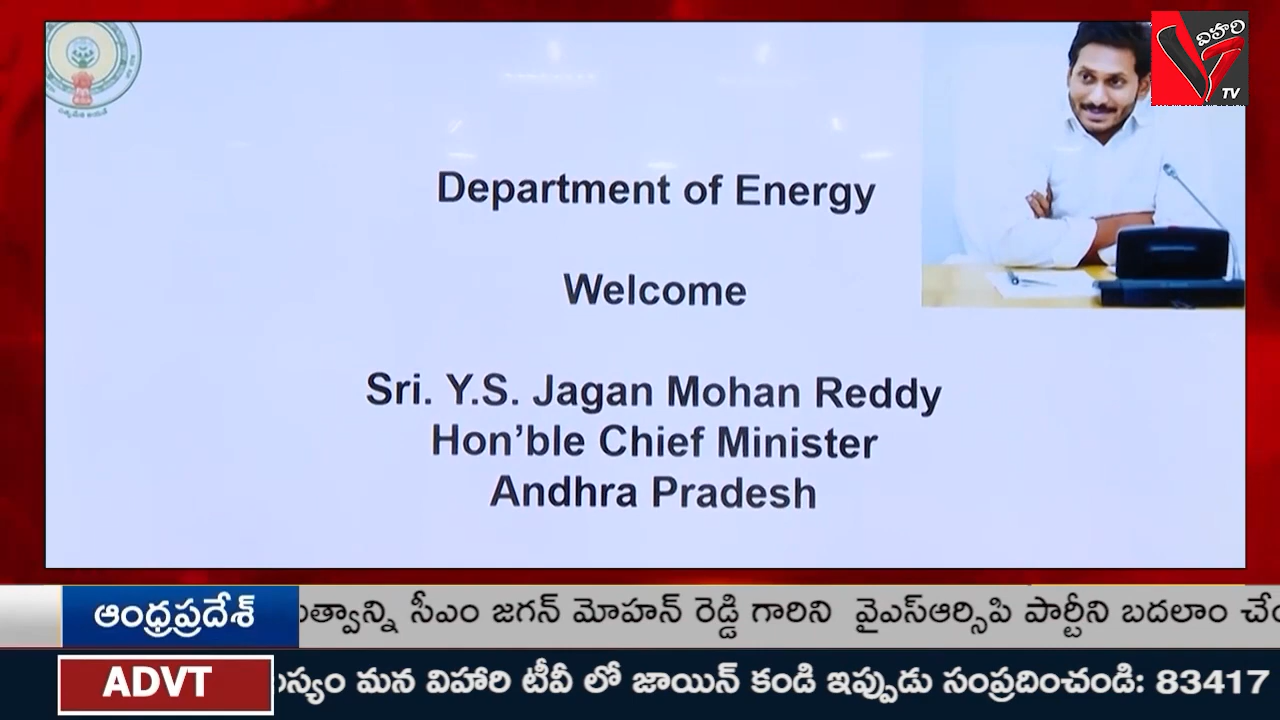 విహారి
TV
Department of Energy
Welcome
Sri. Y.S. Jagan Mohan Reddy
Hon'ble Chief Minister
Andhra Pradesh
ఆంధ్రప్రదేశ్
సీఎం జగన్ మోహన్ రెడ్డి గారిని వైఎస్ఆర్సిపి పార్టీని బదలాం
ADVT
మన విహారి టీవీ లో జాయిన్ కండి ఇప్పుడు సంప్రదించండి: 83417